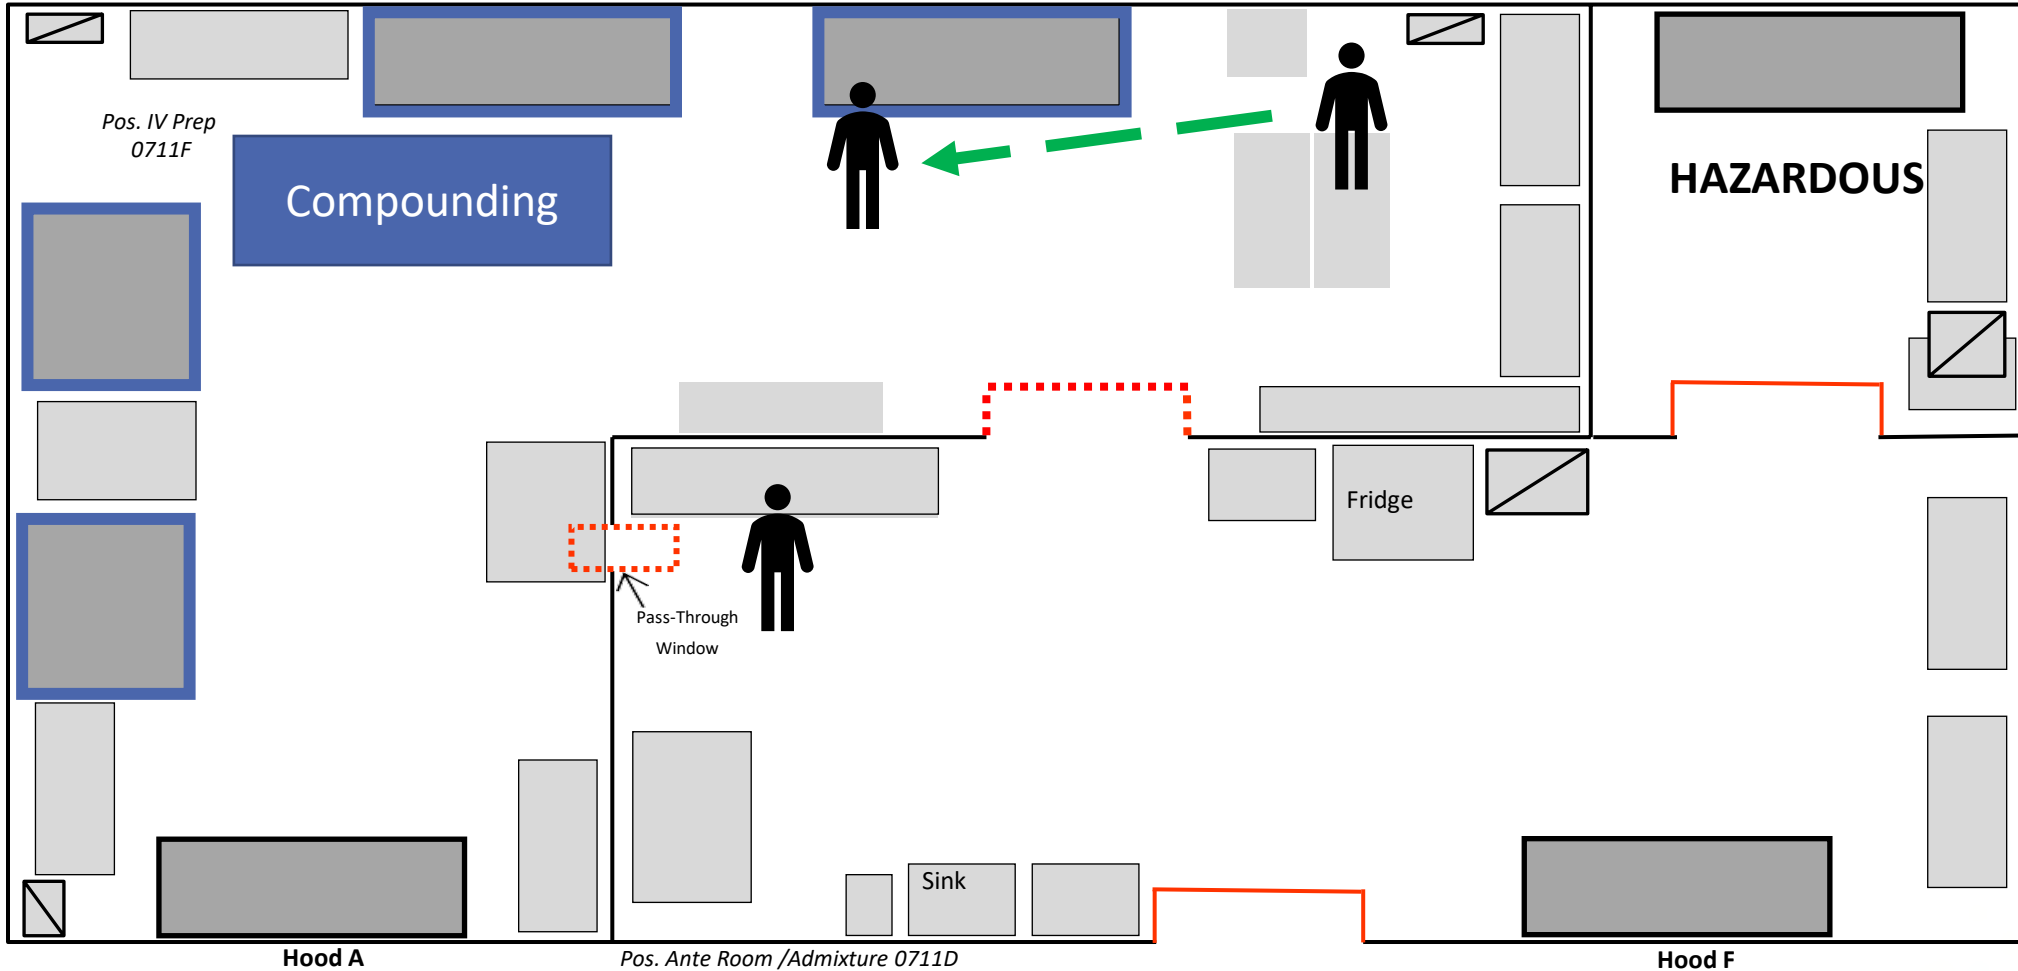 Pos. IV Prep
0711F
Compounding
HAZARDOUS
Fridge
Pass-Through
Window
Sink
Hood A
Pos. Ante Room /Admixture 0711D
Hood F